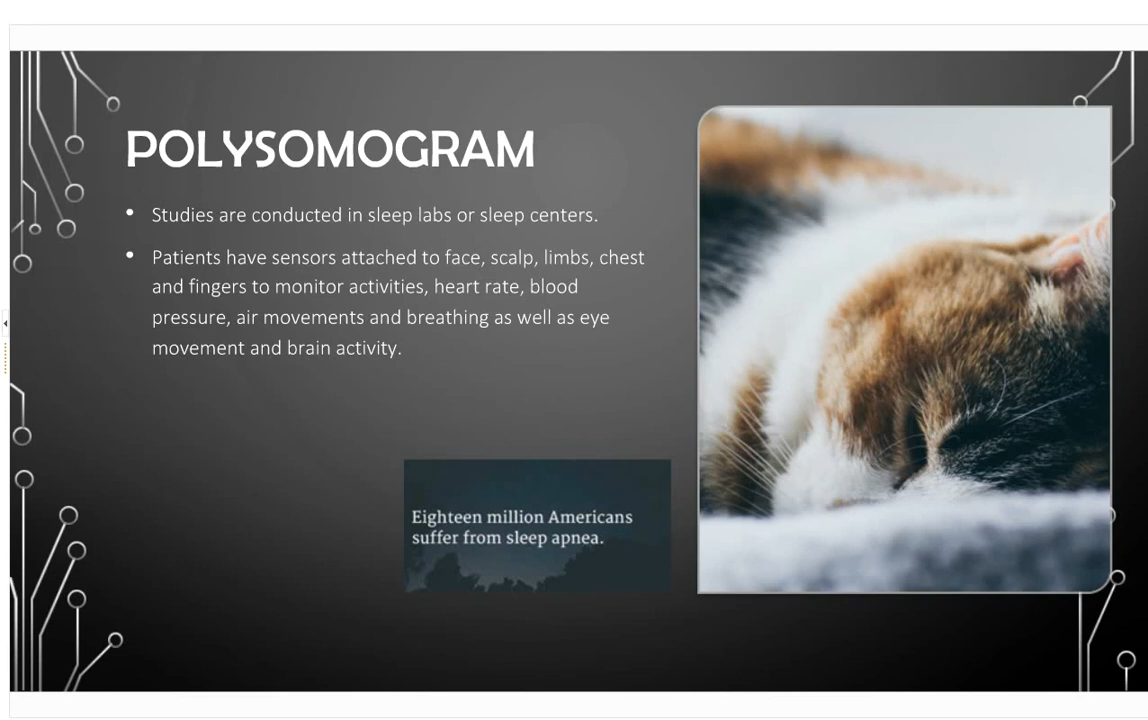 POLYSOMOGRAM
• Studies are conducted in sleep labs or sleep centers.
• Patients have sensors attached to face, scalp, limbs, chest
and fingers to monitor activities, heart rate, blood
pressure, air movements and breathing as well as eye
movement and brain activity.
Eighteen million Americans
suffer from sleep apnea.